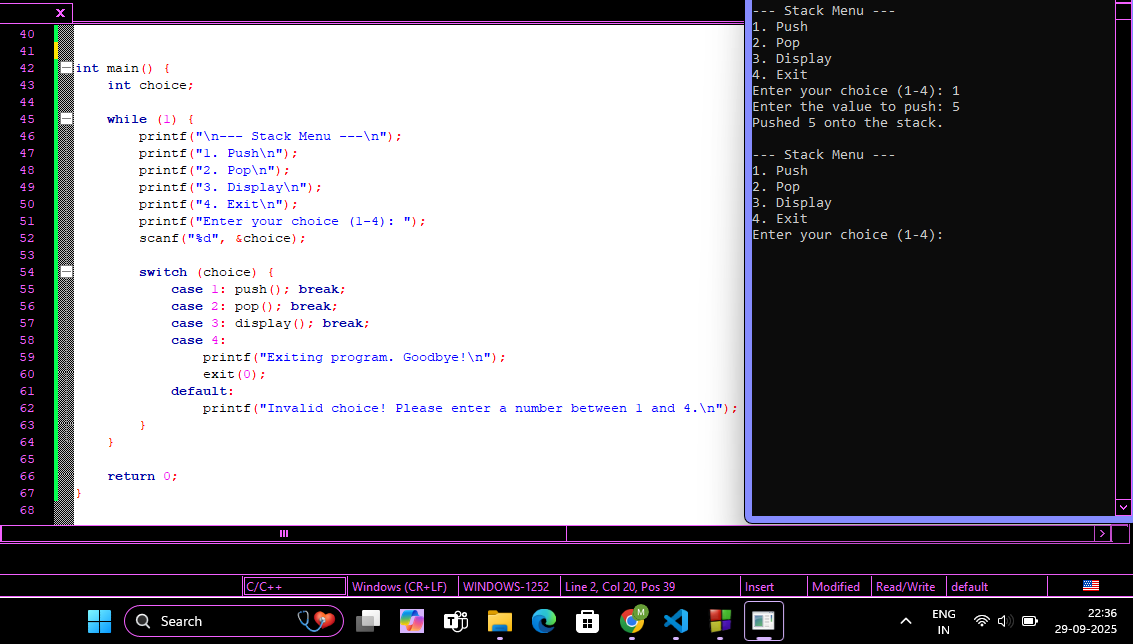 X
40
41
42 int main() {
43 int choice;
44
45 while (1) {
46 printf("\n--- Stack Menu ---\n");
47 printf("1. Push\n");
48 printf("2. Pop\n");
49 printf("3. Display\n");
50 printf("4. Exit\n");
51 printf("Enter your choice (1-4): ");
52 scanf("%d", &choice);
53
54 switch (choice) {
55 case 1: push(); break;
56 case 2: pop(); break;
57 case 3: display(); break;
58 case 4:
59 printf("Exiting program. Goodbye!\n");
60 exit(0);
61 default:
62 printf("Invalid choice! Please enter a number between 1 and 4.\n");
63 }
64 }
65
66 return 0;
67 }
68
--- Stack Menu ---
1. Push
2. Pop
3. Display
4. Exit
Enter your choice (1-4): 1
Enter the value to push: 5
Pushed 5 onto the stack.
--- Stack Menu ---
1. Push
2. Pop
3. Display
4. Exit
Enter your choice (1-4):
C/C++ Windows (CR+LF) WINDOWS-1252 Line 2, Col 20, Pos 39 Insert Modified Read/Write default
Search
M
ENG
IN
22:36
29-09-2025